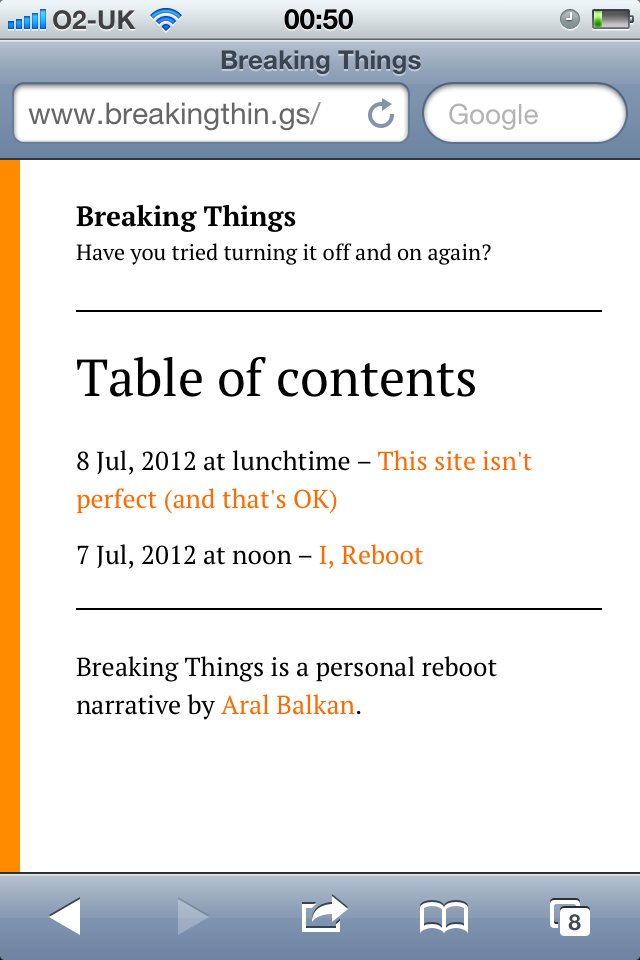 O2-UK 00:50
Breaking Things
www.breakingthin.gs/ Google
Breaking Things
Have you tried turning it off and on again?
Table of contents
8 Jul, 2012 at lunchtime – This site isn't
perfect (and that's OK)
7 Jul, 2012 at noon – I, Reboot
Breaking Things is a personal reboot
narrative by Aral Balkan.
8